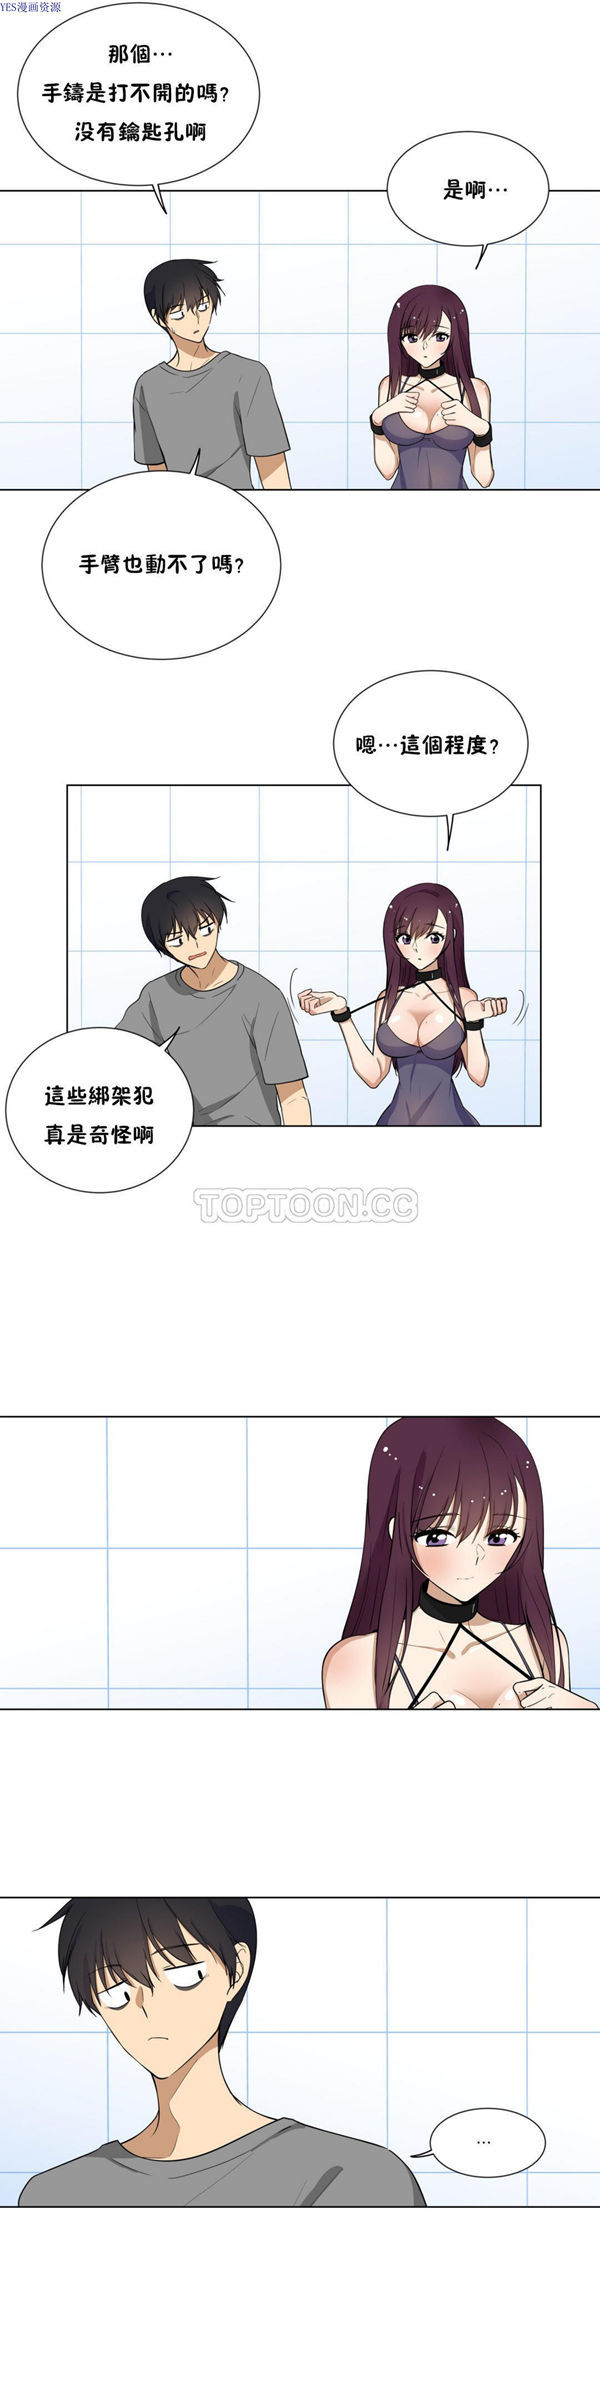 YES漫画资源
那個…
手鑄是打不開的嗎?
没有鑰匙孔啊
是啊…
手臂也動不了嗎?
嗯…這個程度?
這些綁架犯
真是奇怪啊
TOPTOON.CC
…